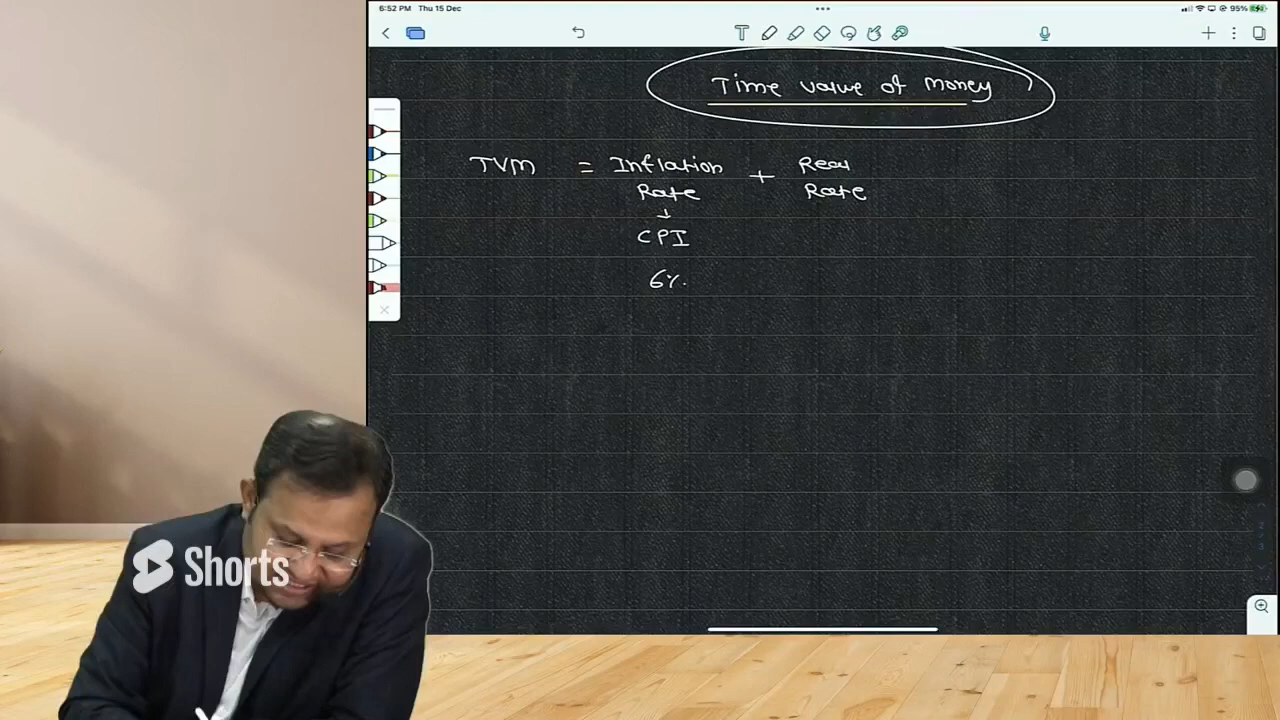 6:52 PM Thu 15 Dec
95%
Time value of money
TVM = Inflation Rate + Real Rate
CPI
6%
Shorts